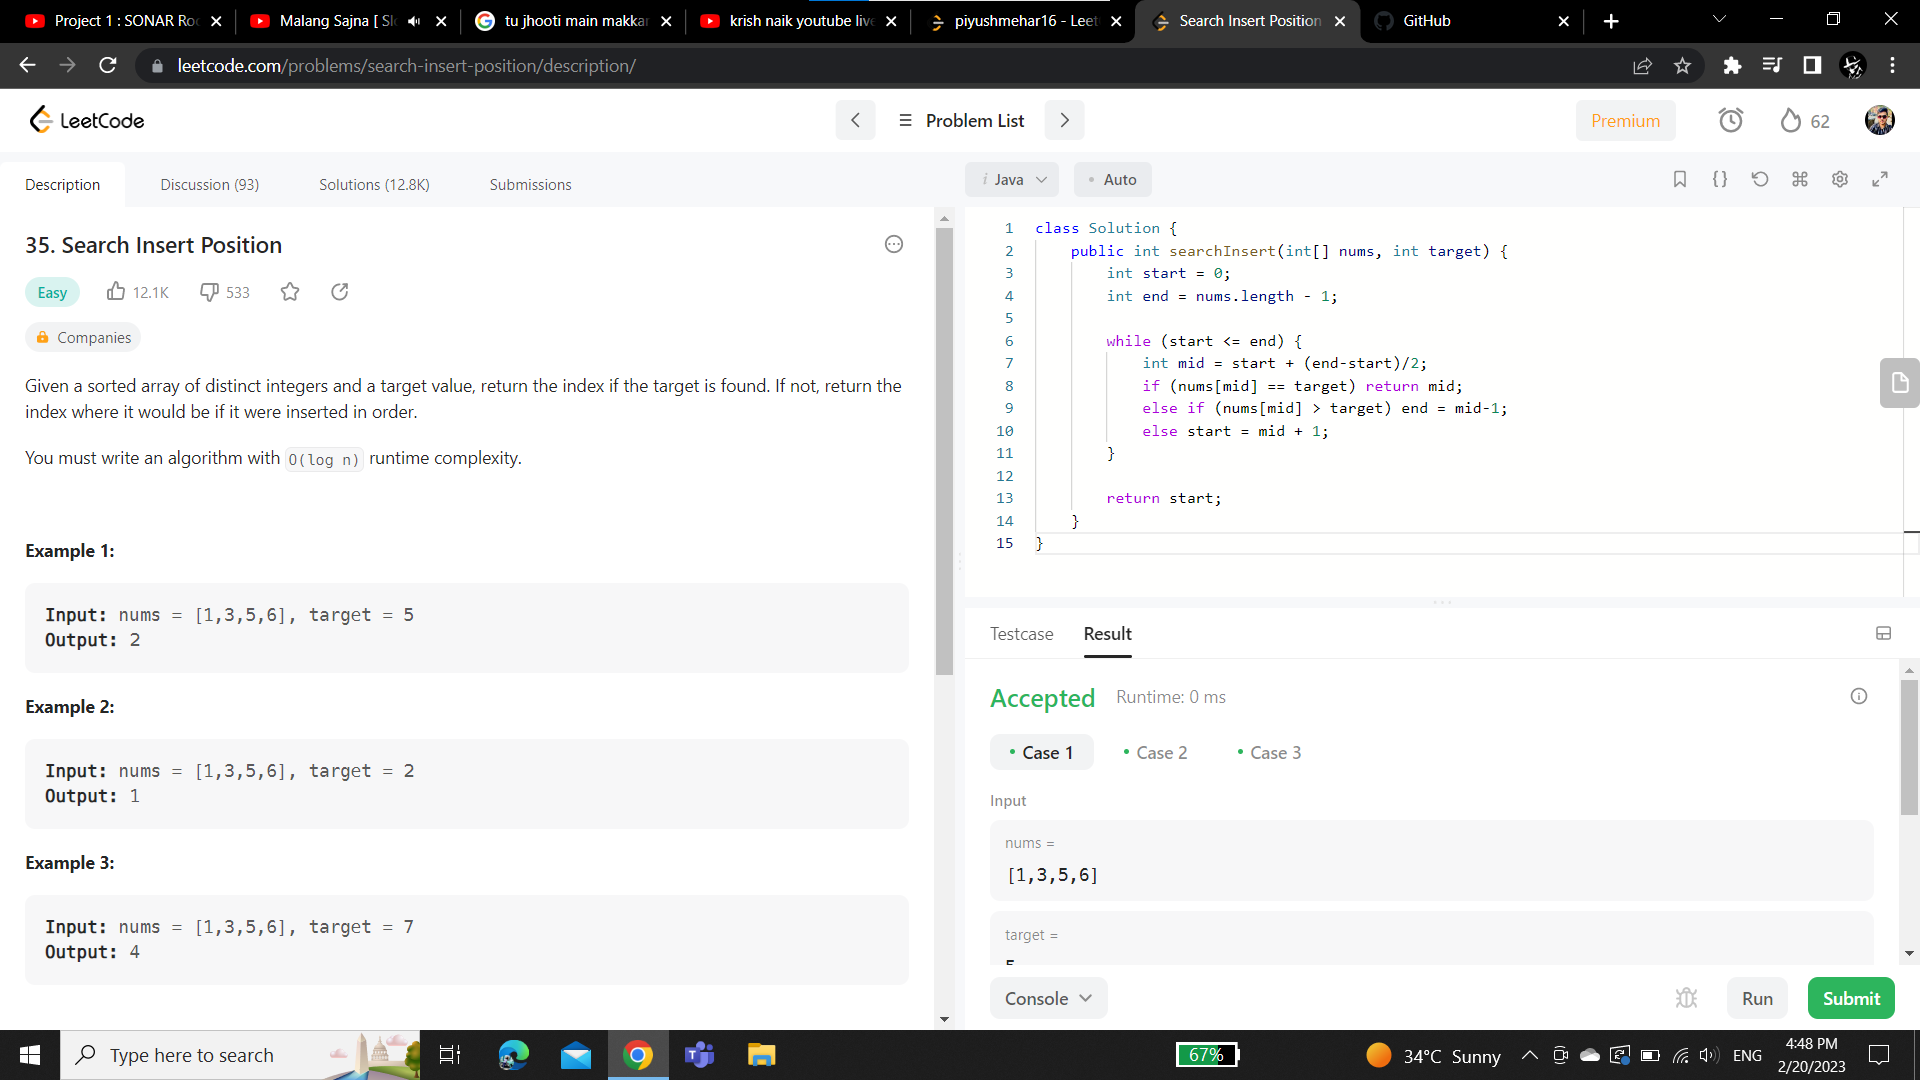 Project 1 : SONAR Ro
Malang Sajna [ Sl
tu jhooti main makkar
krish naik youtube live
piyushmehar16 - Leet
Search Insert Position
GitHub
leetcode.com/problems/search-insert-position/description/
LeetCode
Problem List
Premium
62
Description
Discussion (93)
Solutions (12.8K)
Submissions
35. Search Insert Position
Easy
12.1K
533
Companies
Given a sorted array of distinct integers and a target value, return the index if the target is found. If not, return the
index where it would be if it were inserted in order.
You must write an algorithm with O(log n) runtime complexity.
Example 1:
Input: nums = [1,3,5,6], target = 5
Output: 2
Example 2:
Input: nums = [1,3,5,6], target = 2
Output: 1
Example 3:
Input: nums = [1,3,5,6], target = 7
Output: 4
i Java
Auto
1 class Solution {
2 public int searchInsert(int[] nums, int target) {
3 int start = 0;
4 int end = nums.length - 1;
5
6 while (start <= end) {
7 int mid = start + (end-start)/2;
8 if (nums[mid] == target) return mid;
9 else if (nums[mid] > target) end = mid-1;
10 else start = mid + 1;
11 }
12
13 return start;
14 }
15 }
Testcase
Result
Accepted
Runtime: 0 ms
Case 1
Case 2
Case 3
Input
nums =
[1,3,5,6]
target =
5
Console
Run
Submit
Type here to search
67%
34°C Sunny
ENG
4:48 PM
2/20/2023